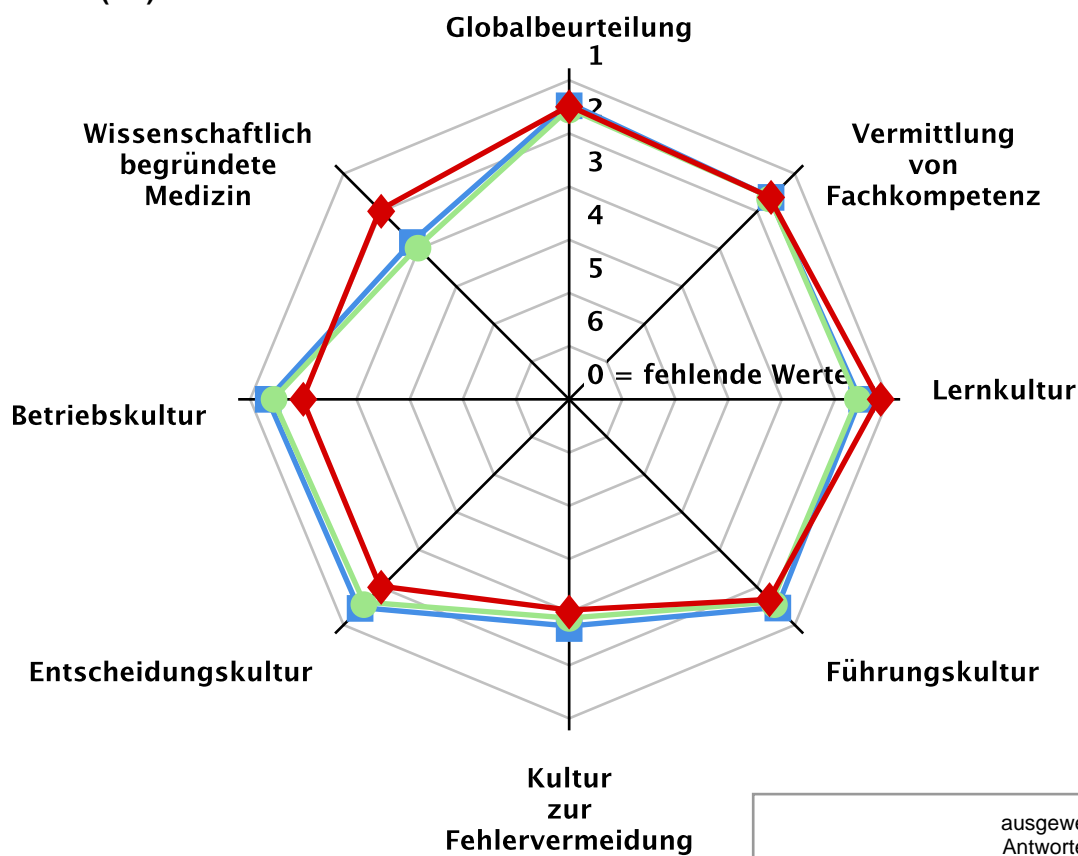 Globalbeurteilung
1
2
3
4
5
6
0 = fehlende Werte
Wissenschaftlich
begründete
Medizin
Vermittlung
von
Fachkompetenz
Betriebskultur
Lernkultur
Entscheidungskultur
Führungskultur
Kultur
zur
Fehlervermeidung